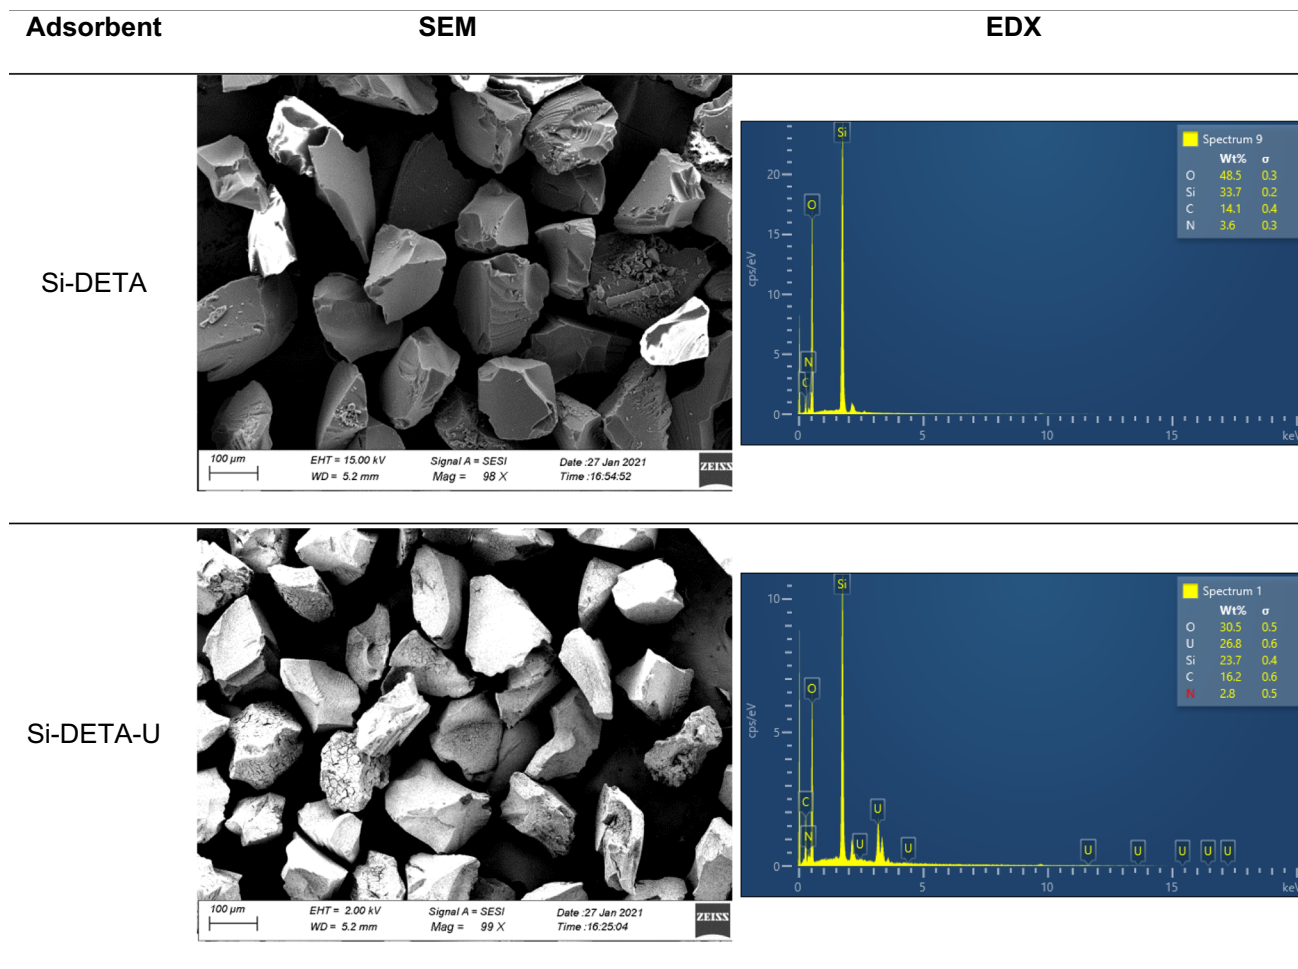 Adsorbent SEM EDX
Si-DETA
100 µm
EHT = 15.00 kV Signal A = SESI Date :27 Jan 2021
WD = 5.2 mm Mag = 98 X Time :16:54:52
ZEISS
Spectrum 9
Wt% σ
O 48.5 0.3
Si 33.7 0.2
C 14.1 0.4
N 3.6 0.3
Si
O
N
C
cps/eV
20
15
10
5
0
0 5 10 15 keV
Si-DETA-U
100 µm
EHT = 2.00 kV Signal A = SESI Date :27 Jan 2021
WD = 5.2 mm Mag = 99 X Time :16:25:04
ZEISS
Spectrum 1
Wt% σ
O 30.5 0.5
U 26.8 0.6
Si 23.7 0.4
C 16.2 0.6
N 2.8 0.5
Si
O
C
N
U
U U U U U U U
cps/eV
10
5
0
0 5 10 15 keV